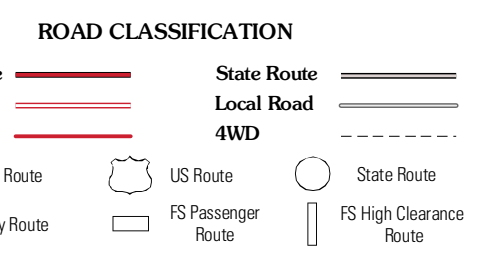 ROAD CLASSIFICATION
State Route
Local Road
4WD
Route
US Route
State Route
Route
FS Passenger
Route
FS High Clearance
Route